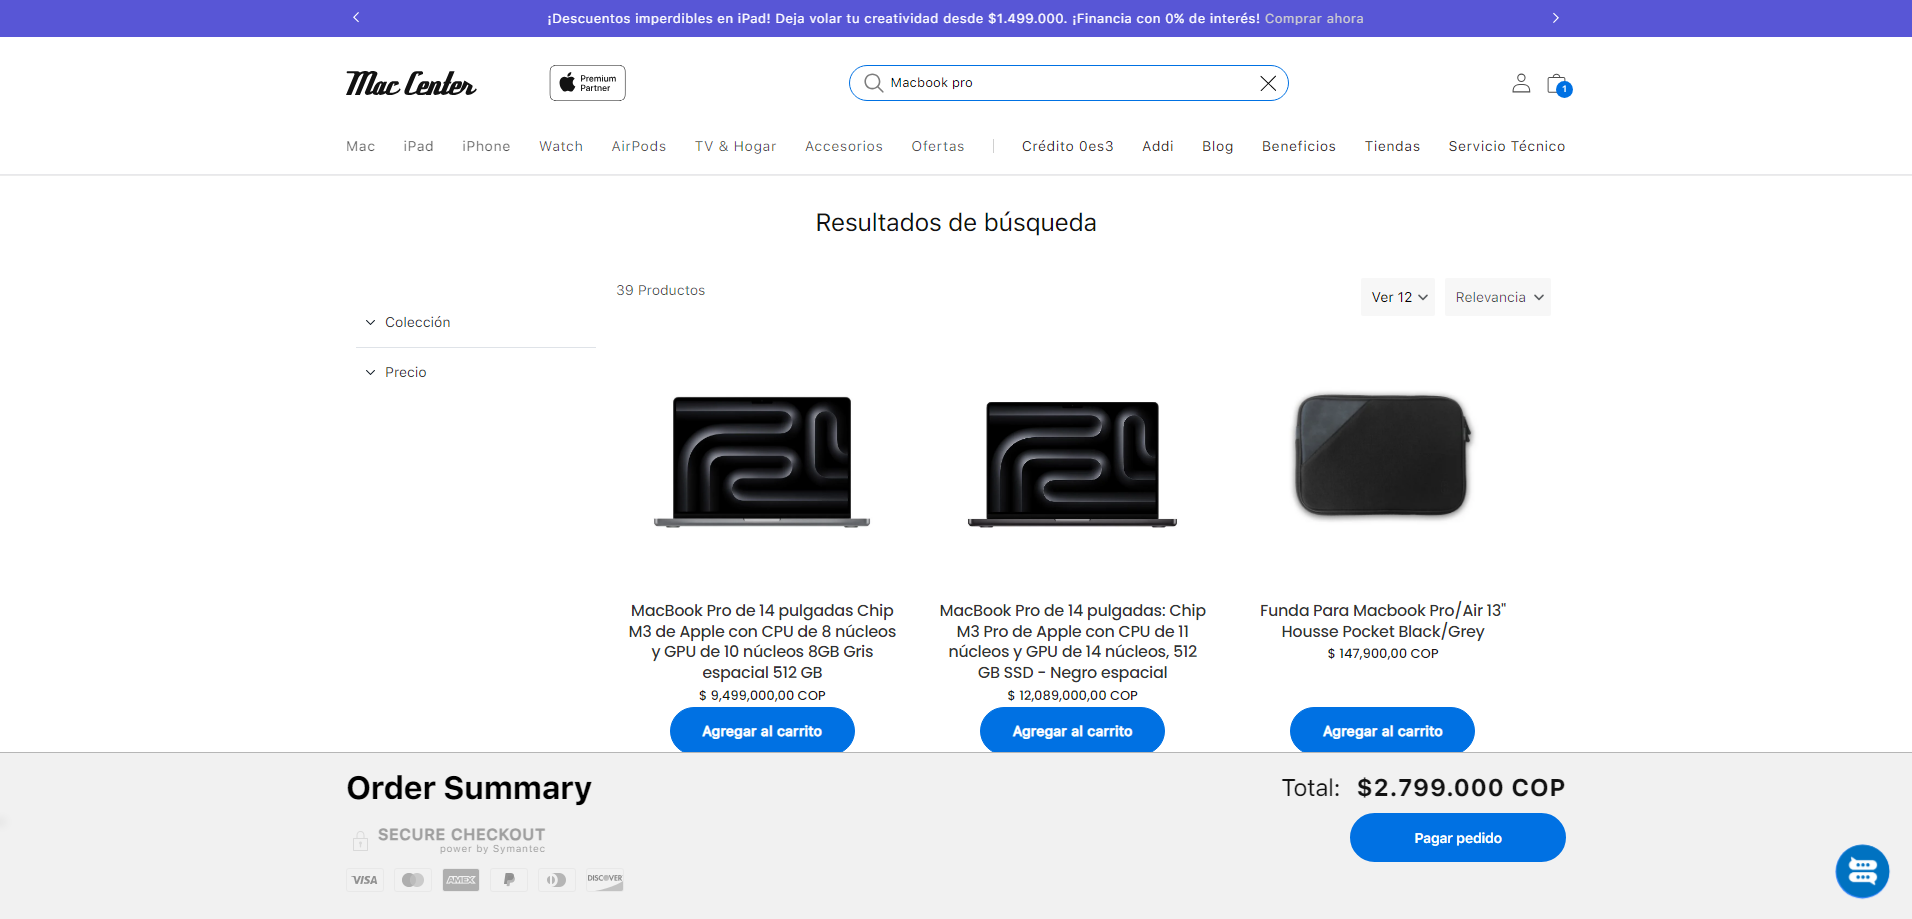 ¡Descuentos imperdibles en iPad! Deja volar tu creatividad desde $1.499.000. ¡Financia con 0% de interés! Comprar ahora
Mac Center
Premium
Partner
Macbook pro
1
Mac iPad iPhone Watch AirPods TV & Hogar Accesorios Ofertas Crédito 0es3 Addi Blog Beneficios Tiendas Servicio Técnico
Resultados de búsqueda
39 Productos
Ver 12
Relevancia
Colección
Precio
MacBook Pro de 14 pulgadas Chip
M3 de Apple con CPU de 8 núcleos
y GPU de 10 núcleos 8GB Gris
espacial 512 GB
$ 9,499,000,00 COP
Agregar al carrito
MacBook Pro de 14 pulgadas: Chip
M3 Pro de Apple con CPU de 11
núcleos y GPU de 14 núcleos, 512
GB SSD - Negro espacial
$ 12,089,000,00 COP
Agregar al carrito
Funda Para Macbook Pro/Air 13"
Housse Pocket Black/Grey
$ 147,900,00 COP
Agregar al carrito
Order Summary
SECURE CHECKOUT
power by Symantec
VISA
AMEX
DISCOVER
Total: $2.799.000 COP
Pagar pedido